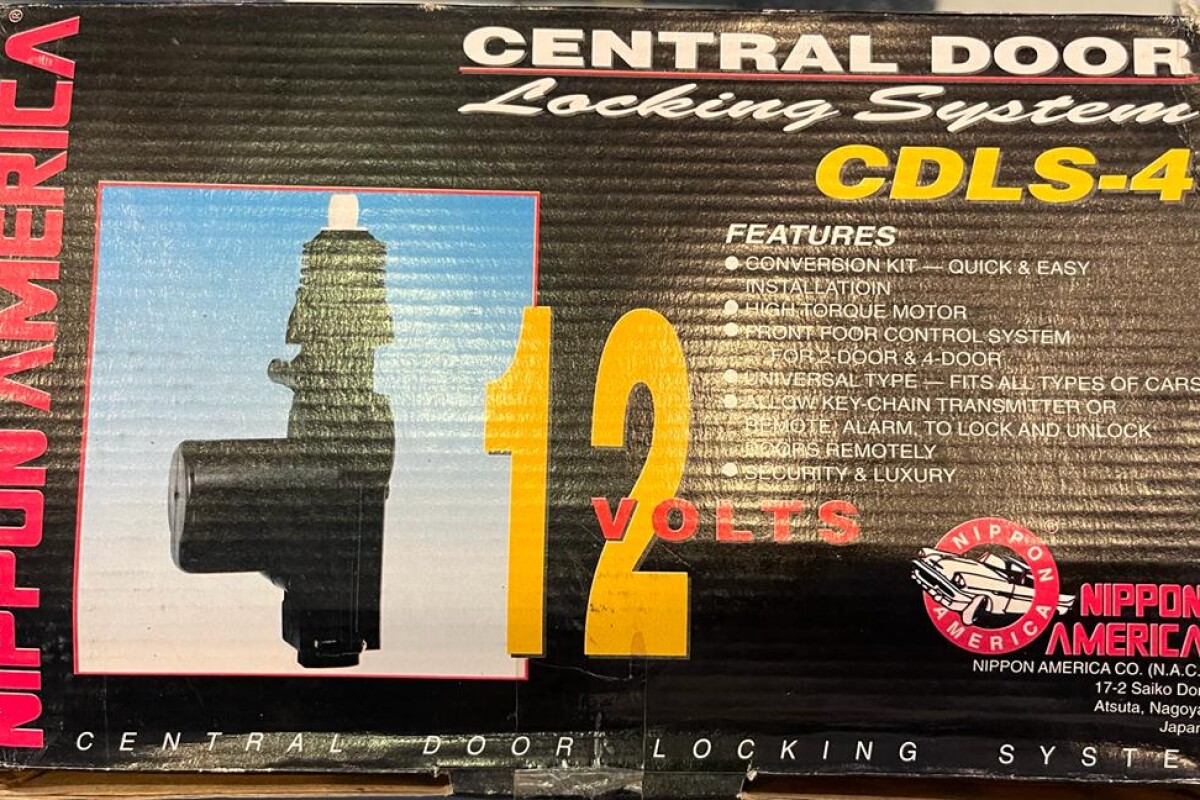 NIPPON AMERICA®
CENTRAL DOOR
Locking System
CDLS-4
FEATURES
● CONVERSION KIT — QUICK & EASY
INSTALLATIOIN
● HIGH TORQUE MOTOR
● FRONT FOOR CONTROL SYSTEM
FOR 2-DOOR & 4-DOOR
● UNIVERSAL TYPE — FITS ALL TYPES OF CARS
● ALLOW KEY-CHAIN TRANSMITTER OR
REMOTE, ALARM, TO LOCK AND UNLOCK
DOORS REMOTELY
● SECURITY & LUXURY
12
VOLTS
NIPPON AMERICA ®
NIPPON
AMERICA
NIPPON AMERICA CO. (N.A.C.
17-2 Saiko Dor
Atsuta, Nagoya
Japan
CENTRAL DOOR LOCKING SYSTE